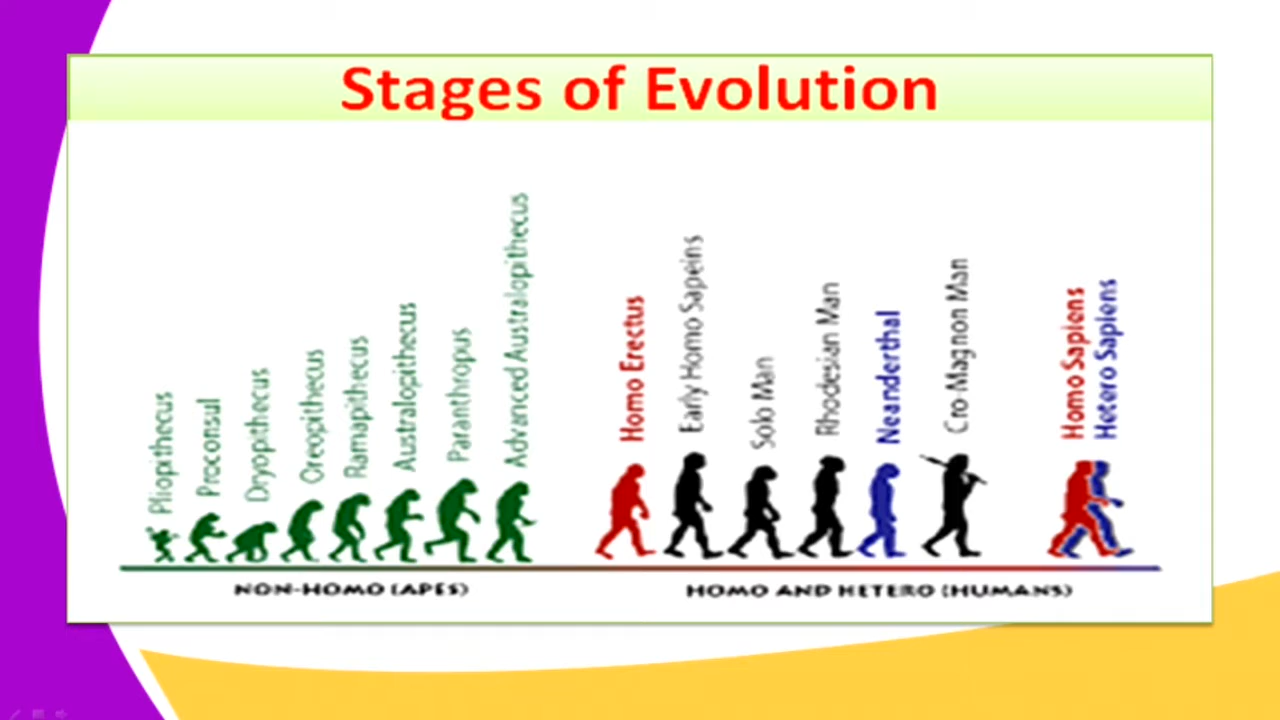 Stages of Evolution
Pliopithecus
Proconsul
Dryopithecus
Oreopithecus
Ramapithecus
Australopithecus
Paranthropus
Advanced Australopithecus
Homo Erectus
Early Homo Sapeins
Solo Man
Rhodesian Man
Neanderthal
Cro Magnon Man
Homo Sapiens
Hetero Sapiens
NON-HOMO (APES)
HOMO AND HETERO (HUMANS)